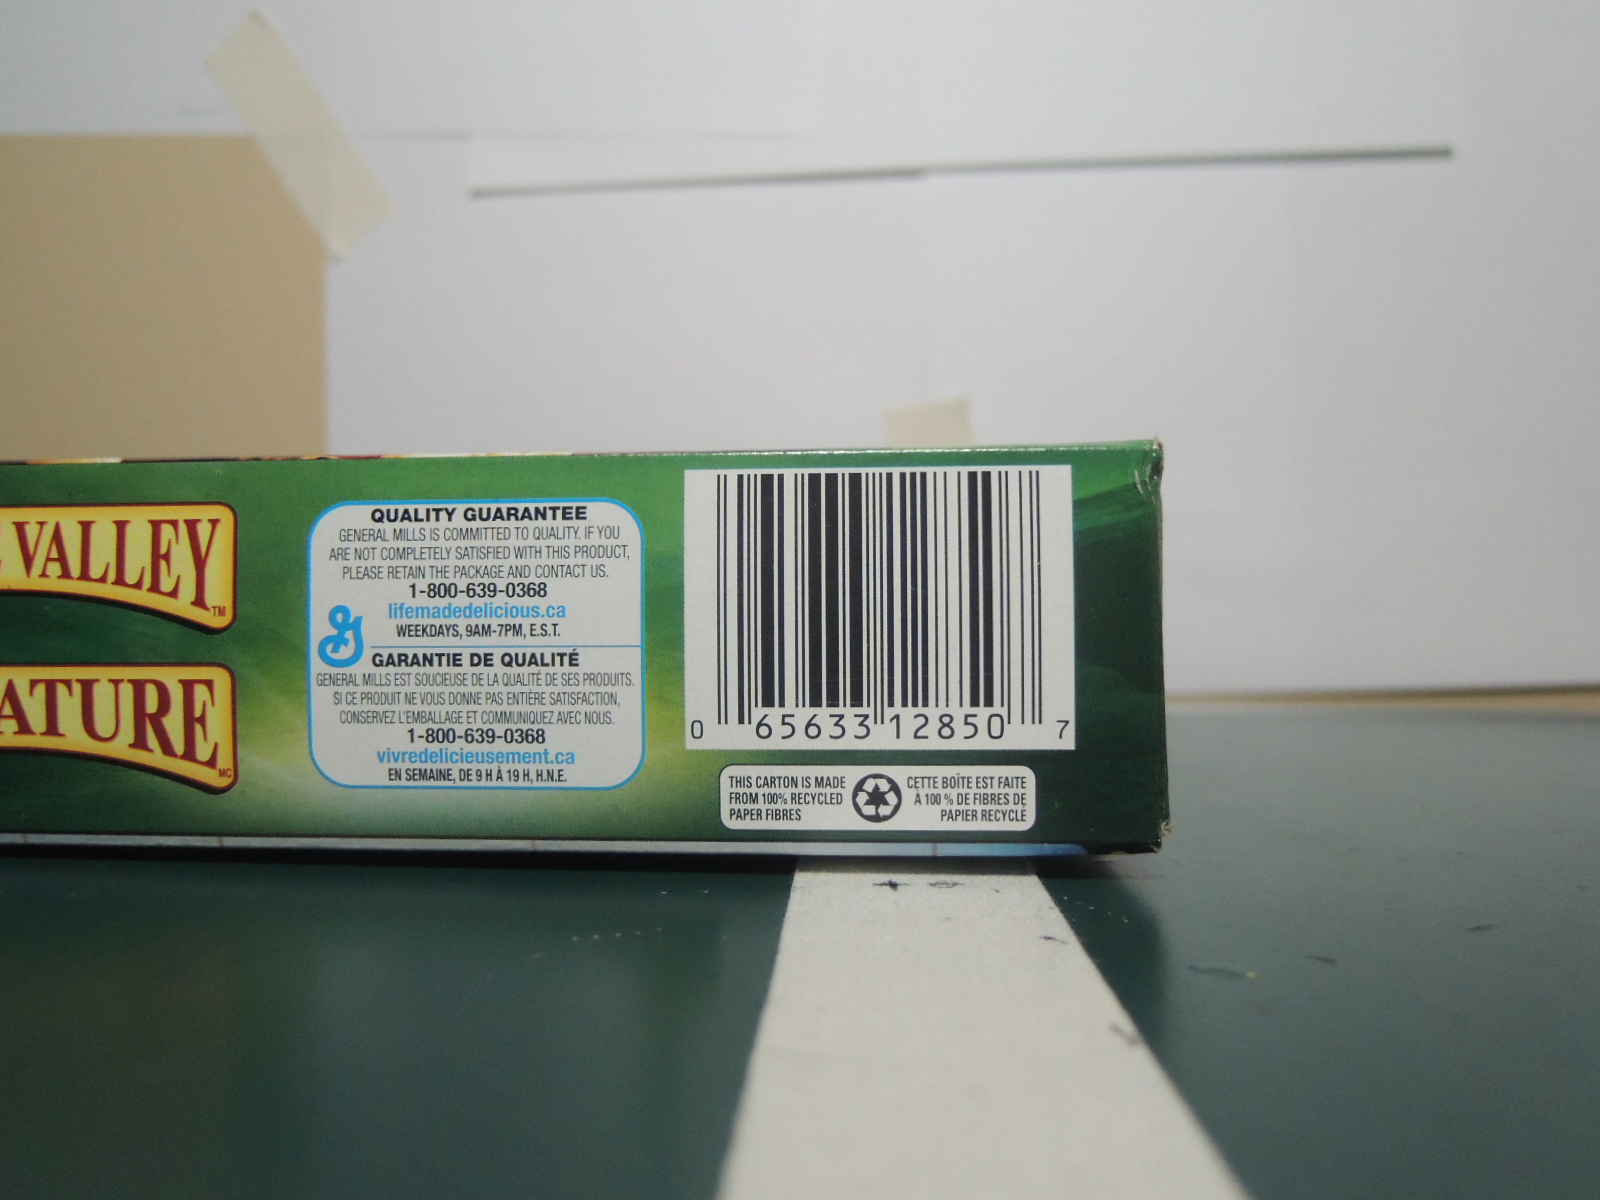 VALLEY
TM
ATURE
MC
QUALITY GUARANTEE
GENERAL MILLS IS COMMITTED TO QUALITY. IF YOU
ARE NOT COMPLETELY SATISFIED WITH THIS PRODUCT,
PLEASE RETAIN THE PACKAGE AND CONTACT US.
1-800-639-0368
lifemadedelicious.ca
WEEKDAYS, 9AM-7PM, E.S.T.
G
GARANTIE DE QUALITÉ
GENERAL MILLS EST SOUCIEUSE DE LA QUALITÉ DE SES PRODUITS.
SI CE PRODUIT NE VOUS DONNE PAS ENTIÈRE SATISFACTION,
CONSERVEZ L'EMBALLAGE ET COMMUNIQUEZ AVEC NOUS.
1-800-639-0368
vivredelicieusement.ca
EN SEMAINE, DE 9 H À 19 H, H.N.E.
0 65633 12850 7
THIS CARTON IS MADE
FROM 100% RECYCLED
PAPER FIBRES
CETTE BOÎTE EST FAITE
À 100 % DE FIBRES DE
PAPIER RECYCLÉ